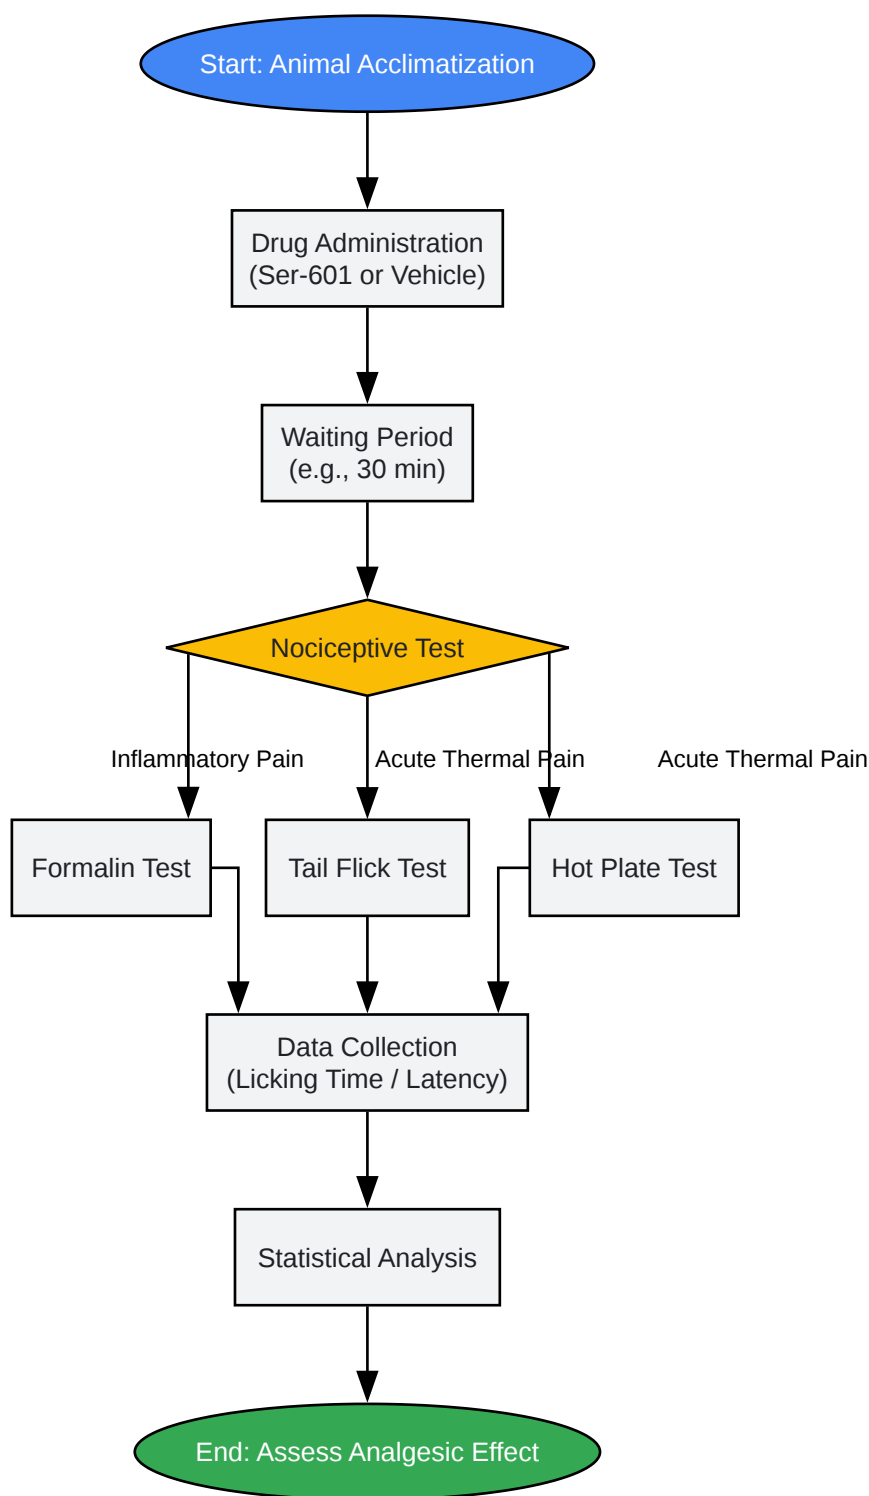 Start: Animal Acclimatization
Drug Administration
(Ser-601 or Vehicle)
Waiting Period
(e.g., 30 min)
Nociceptive Test
Inflammatory Pain
Acute Thermal Pain
Acute Thermal Pain
Formalin Test
Tail Flick Test
Hot Plate Test
Data Collection
(Licking Time / Latency)
Statistical Analysis
End: Assess Analgesic Effect